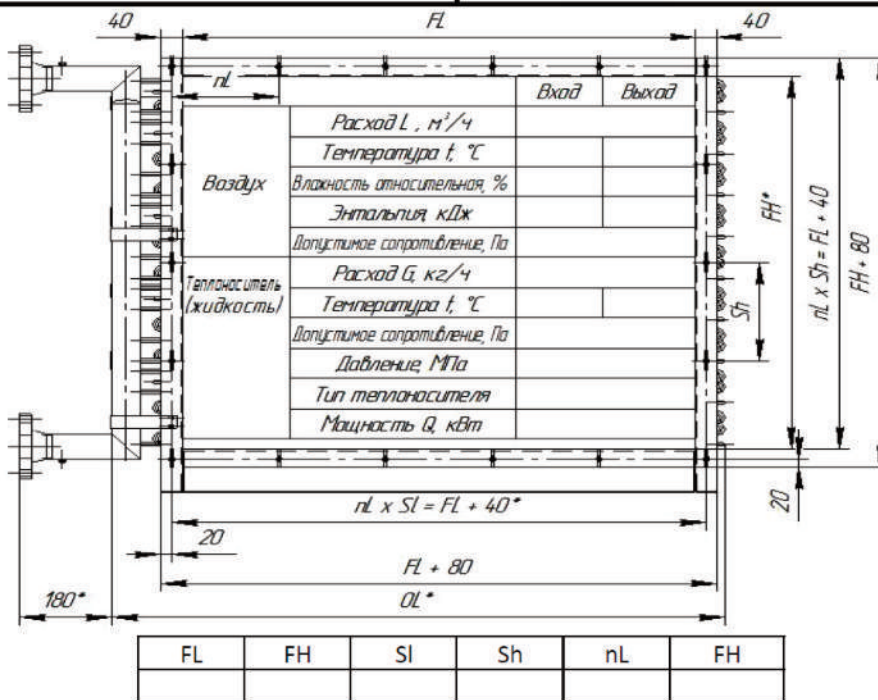 40 FL 40
nL Вход Выход
Воздух
Расход L , м³/ч
Температура t, °C
Влажность относительная, %
Энтальпия, кДж
Допустимое сопротивление, Па
Теплоноситель
(жидкость)
Расход G, кг/ч
Температура t, °C
Допустимое сопротивление, Па
Давление, МПа
Тип теплоносителя
Мощность Q, кВт
FH*
Sh
nL x Sh = FL + 40
FH + 80
20
nL x Sl = FL + 40*
20
FL + 80
180* OL*
FL FH Sl Sh nL FH